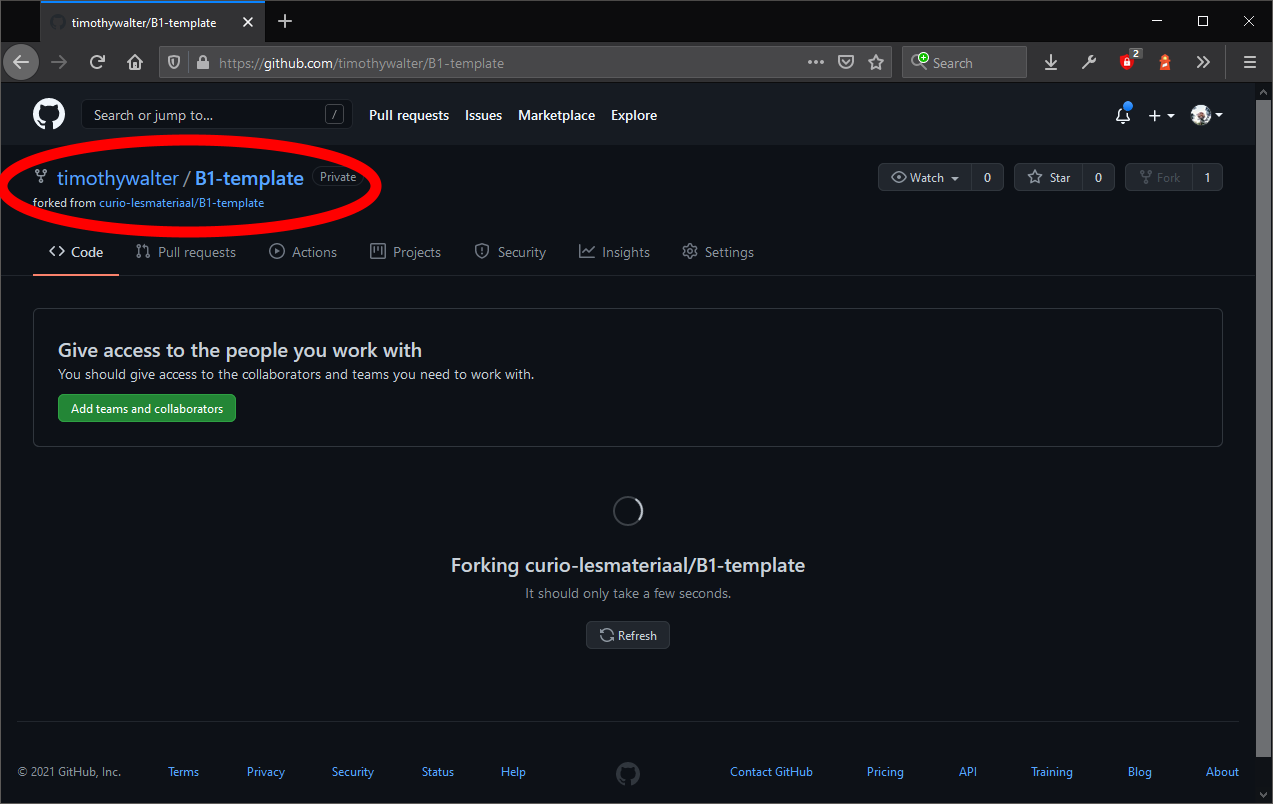 timothywalter/B1-template
https://github.com/timothywalter/B1-template
Search
2
Search or jump to...
/
Pull requests
Issues
Marketplace
Explore
timothywalter / B1-template
Private
forked from curio-lesmateriaal/B1-template
Watch
0
Star
0
Fork
1
Code
Pull requests
Actions
Projects
Security
Insights
Settings
Give access to the people you work with
You should give access to the collaborators and teams you need to work with.
Add teams and collaborators
Forking curio-lesmateriaal/B1-template
It should only take a few seconds.
Refresh
© 2021 GitHub, Inc.
Terms
Privacy
Security
Status
Help
Contact GitHub
Pricing
API
Training
Blog
About